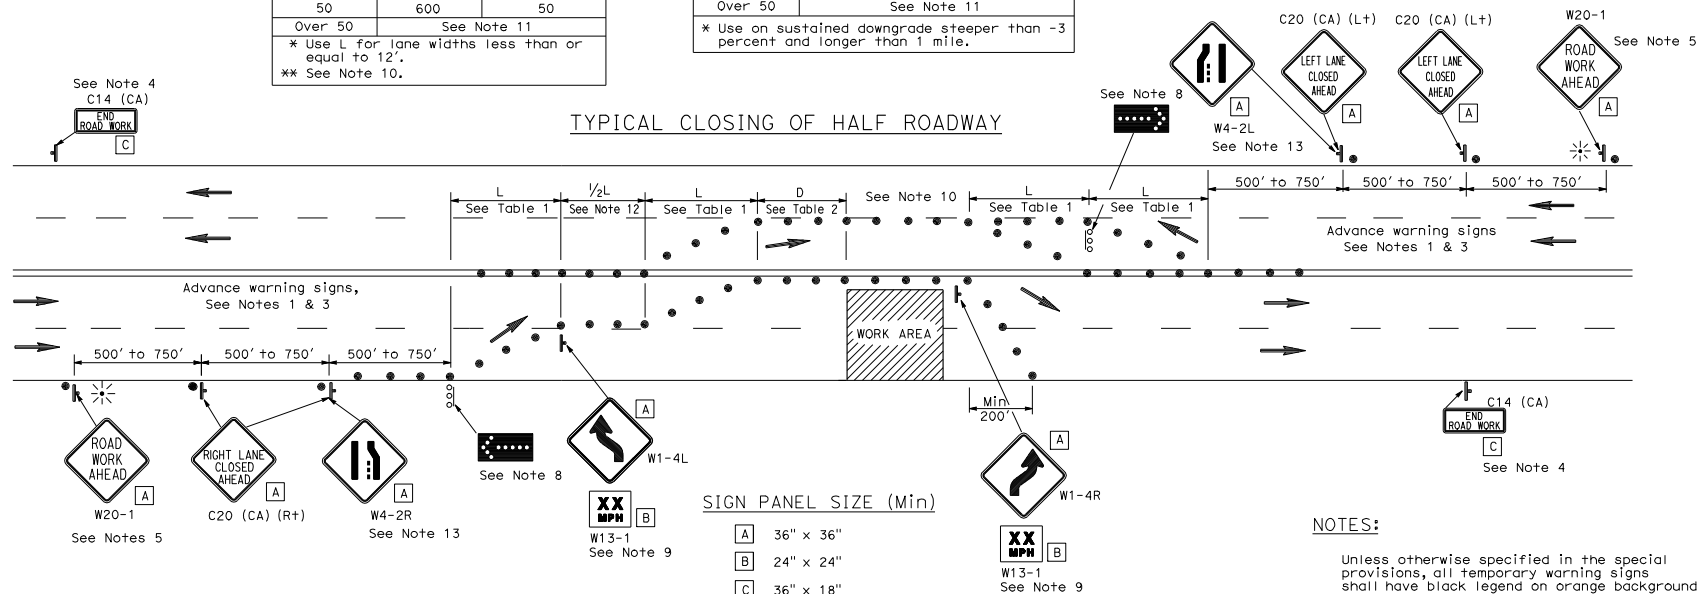 50 600 50
Over 50 See Note 11
* Use L for lane widths less than or
equal to 12'.
** See Note 10.
Over 50 See Note 11
* Use on sustained downgrade steeper than -3
percent and longer than 1 mile.
C20 (CA) (Lt)
C20 (CA) (Lt)
W20-1
See Note 5
LEFT LANE
CLOSED
AHEAD
LEFT LANE
CLOSED
AHEAD
ROAD
WORK
AHEAD
A
A
A
A
W4-2L
See Note 13
See Note 4
C14 (CA)
END
ROAD WORK
C
See Note 8
TYPICAL CLOSING OF HALF ROADWAY
500' to 750'
500' to 750'
500' to 750'
L
See Table 1
½L
See Note 12
L
See Table 1
D
See Table 2
See Note 10
L
See Table 1
L
See Table 1
Advance warning signs
See Notes 1 & 3
Advance warning signs,
See Notes 1 & 3
WORK AREA
500' to 750'
500' to 750'
500' to 750'
Min
200'
ROAD
WORK
AHEAD
A
W20-1
See Notes 5
RIGHT LANE
CLOSED
AHEAD
A
C20 (CA) (Rt)
A
W4-2R
See Note 13
See Note 8
A
W1-4L
XX
MPH
B
W13-1
See Note 9
SIGN PANEL SIZE (Min)
A 36" x 36"
B 24" x 24"
C 36" x 18"
A
W1-4R
XX
MPH
B
W13-1
See Note 9
C14 (CA)
END
ROAD WORK
C
See Note 4
NOTES:
Unless otherwise specified in the special
provisions, all temporary warning signs
shall have black legend on orange background